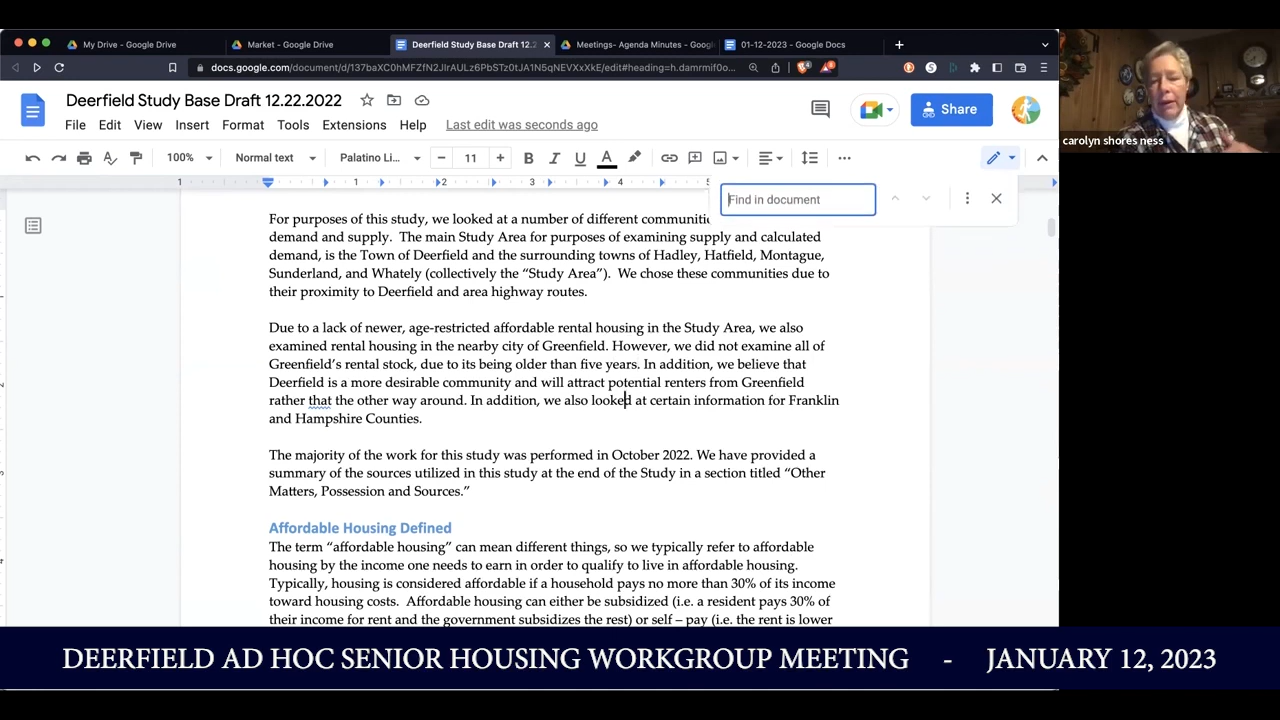 My Drive - Google Drive
Market - Google Drive
Deerfield Study Base Draft 12.2
Meetings- Agenda Minutes - Googl
01-12-2023 - Google Docs
docs.google.com/document/d/137baXC0hMFZfN2JIrAULz6PbSTz0tJA1N5qNEVXxXkE/edit#heading=h.damrmif0o...
Deerfield Study Base Draft 12.22.2022
File Edit View Insert Format Tools Extensions Help Last edit was seconds ago
Share
100% Normal text Palatino Li... 11
Find in document
For purposes of this study, we looked at a number of different communiti
demand and supply. The main Study Area for purposes of examining supply and calculated
demand, is the Town of Deerfield and the surrounding towns of Hadley, Hatfield, Montague,
Sunderland, and Whately (collectively the “Study Area”). We chose these communities due to
their proximity to Deerfield and area highway routes.
Due to a lack of newer, age-restricted affordable rental housing in the Study Area, we also
examined rental housing in the nearby city of Greenfield. However, we did not examine all of
Greenfield’s rental stock, due to its being older than five years. In addition, we believe that
Deerfield is a more desirable community and will attract potential renters from Greenfield
rather that the other way around. In addition, we also looked at certain information for Franklin
and Hampshire Counties.
The majority of the work for this study was performed in October 2022. We have provided a
summary of the sources utilized in this study at the end of the Study in a section titled “Other
Matters, Possession and Sources.”
Affordable Housing Defined
The term “affordable housing” can mean different things, so we typically refer to affordable
housing by the income one needs to earn in order to qualify to live in affordable housing.
Typically, housing is considered affordable if a household pays no more than 30% of its income
toward housing costs. Affordable housing can either be subsidized (i.e. a resident pays 30% of
their income for rent and the government subsidizes the rest) or self – pay (i.e. the rent is lower
carolyn shores ness
DEERFIELD AD HOC SENIOR HOUSING WORKGROUP MEETING - JANUARY 12, 2023